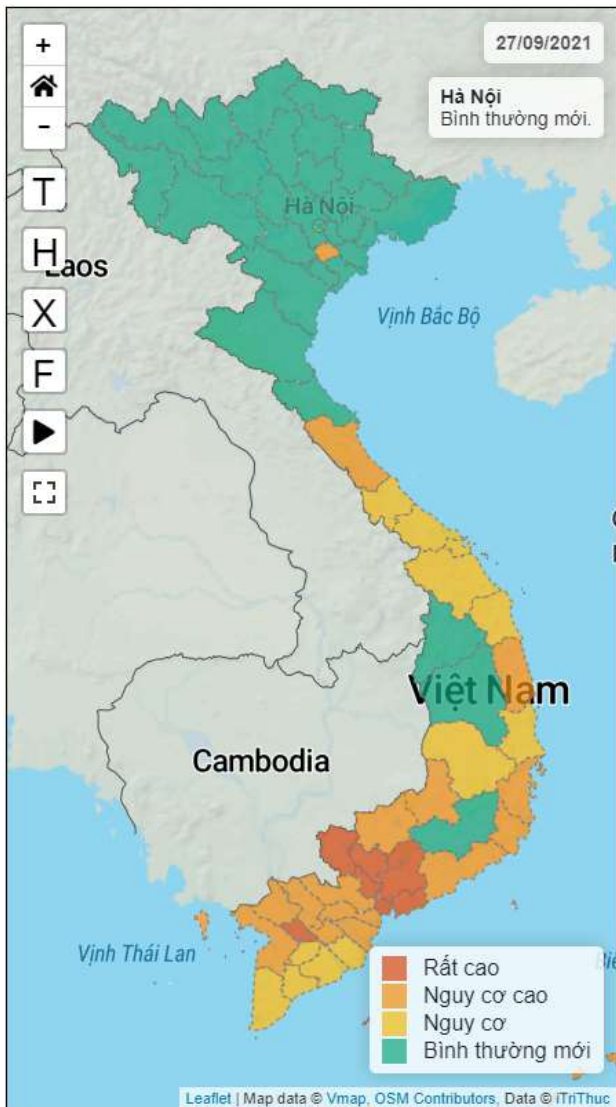 +
-
T
H
X
F
27/09/2021
Hà Nội
Bình thường mới.
Hà Nội
Laos
Vịnh Bắc Bộ
Việt Nam
Cambodia
Vịnh Thái Lan
Rất cao
Nguy cơ cao
Nguy cơ
Bình thường mới
Leaflet | Map data © Vmap, OSM Contributors, Data © iTriThuc